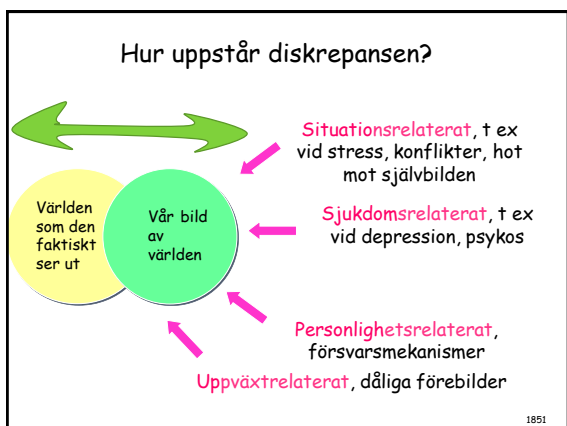 Hur uppstår diskrepansen?
Situationsrelaterat, t ex
vid stress, konflikter, hot
mot självbilden
Världen
som den
faktiskt
ser ut
Vår bild
av
världen
Sjukdomsrelaterat, t ex
vid depression, psykos
Personlighetsrelaterat,
försvarsmekanismer
Uppväxtrelaterat, dåliga förebilder
1851